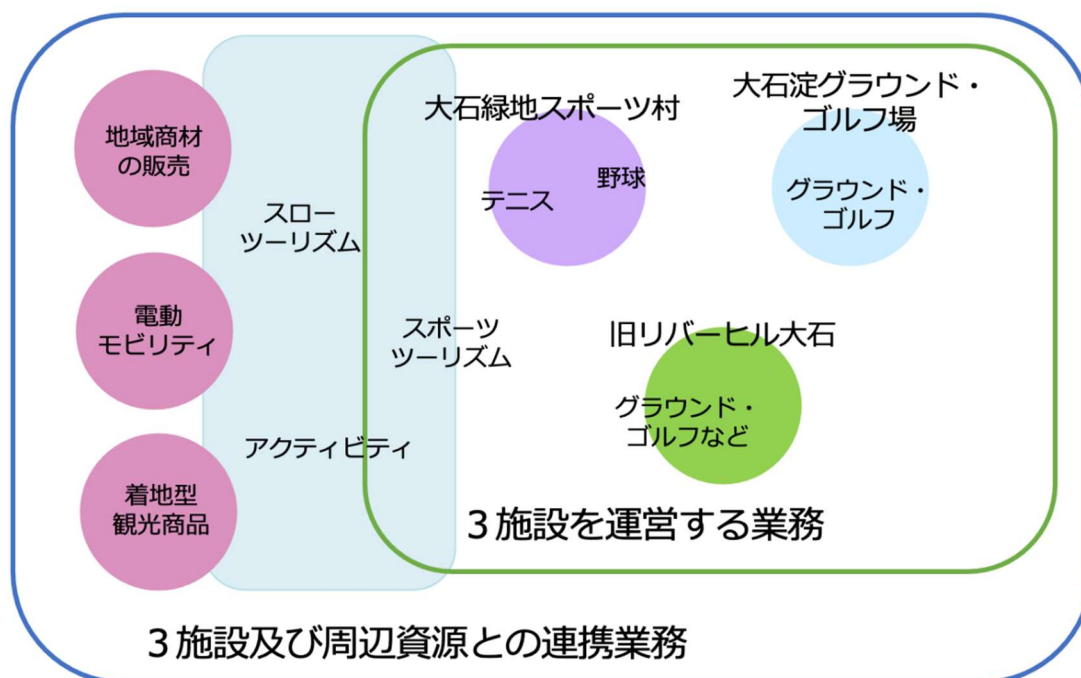 地域商材
の販売
電動
モビリティ
着地型
観光商品
スロー
ツーリズム
スポーツ
ツーリズム
アクティビティ
大石緑地スポーツ村
テニス
野球
大石淀グラウンド・
ゴルフ場
グラウンド・
ゴルフ
旧リバーヒル大石
グラウンド・
ゴルフなど
３施設を運営する業務
３施設及び周辺資源との連携業務